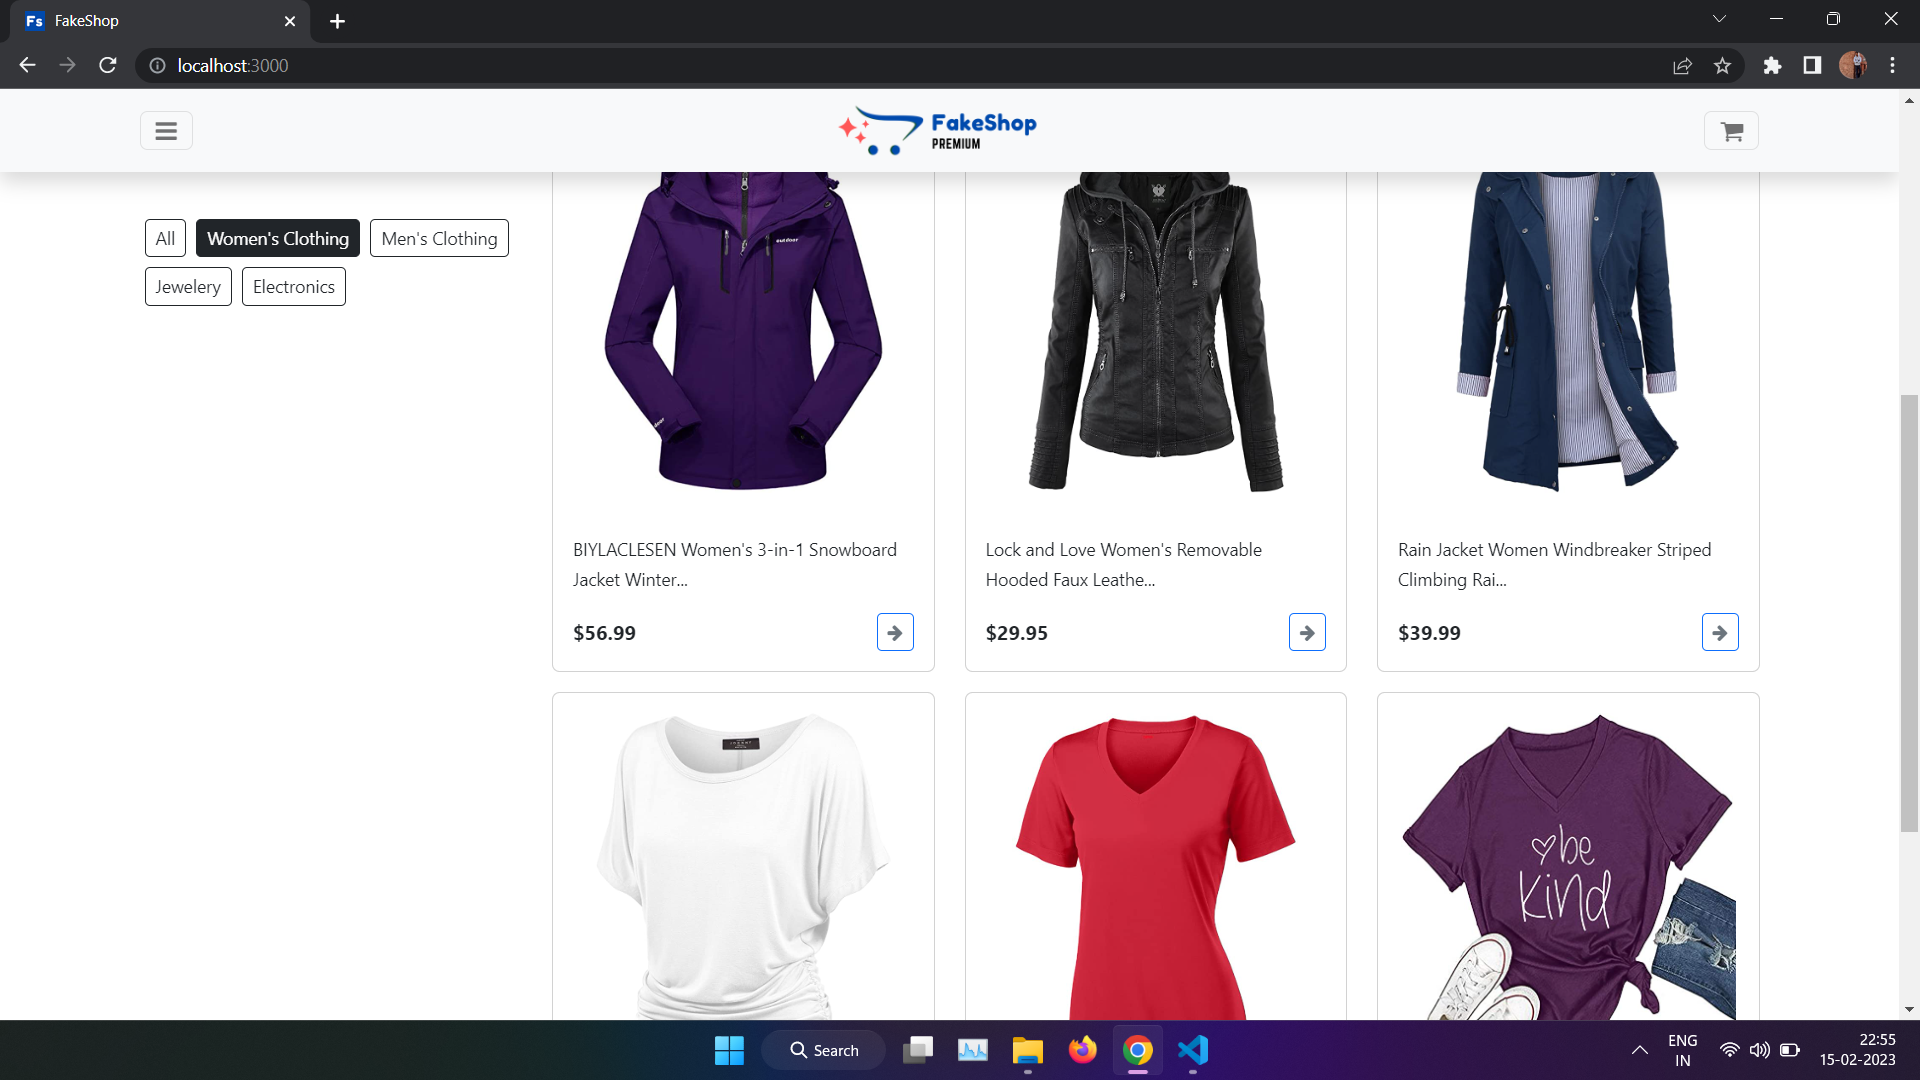 FakeShop
localhost:3000
FakeShop
PREMIUM
All
Women's Clothing
Men's Clothing
Jewelery
Electronics
outdoor
BIYLACLESEN Women's 3-in-1 Snowboard
Jacket Winter...
$56.99
Lock and Love Women's Removable
Hooded Faux Leathe...
$29.95
Rain Jacket Women Windbreaker Striped
Climbing Rai...
$39.99
be
kind
Search
ENG
IN
22:55
15-02-2023